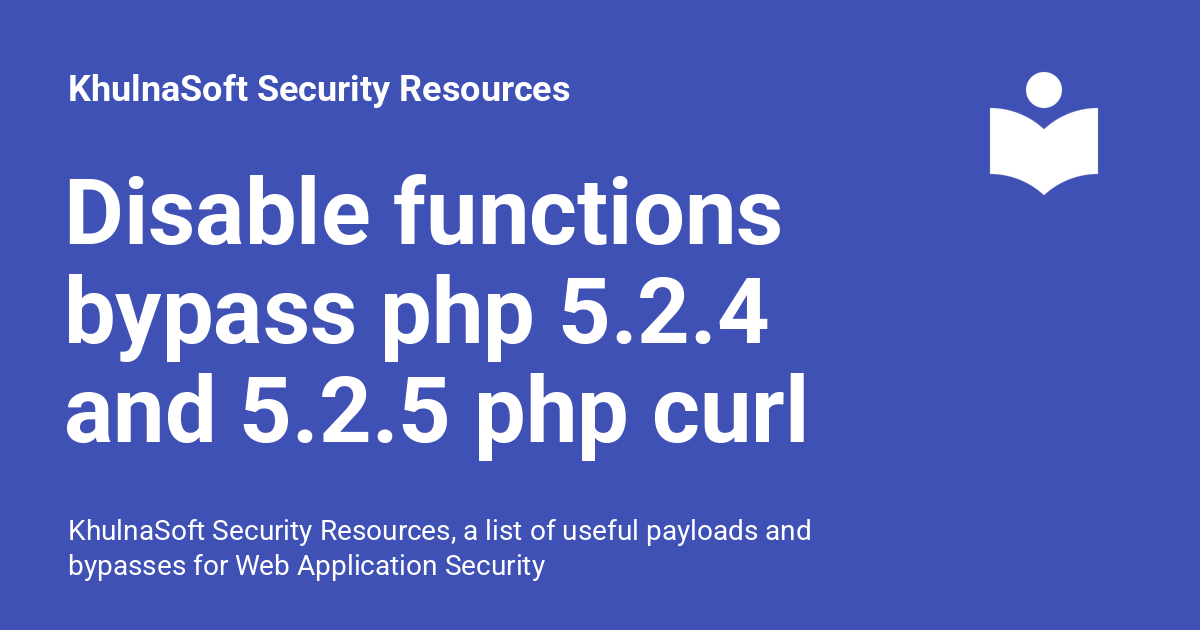 KhulnaSoft Security Resources
Disable functions
bypass php 5.2.4
and 5.2.5 php curl
KhulnaSoft Security Resources, a list of useful payloads and
bypasses for Web Application Security